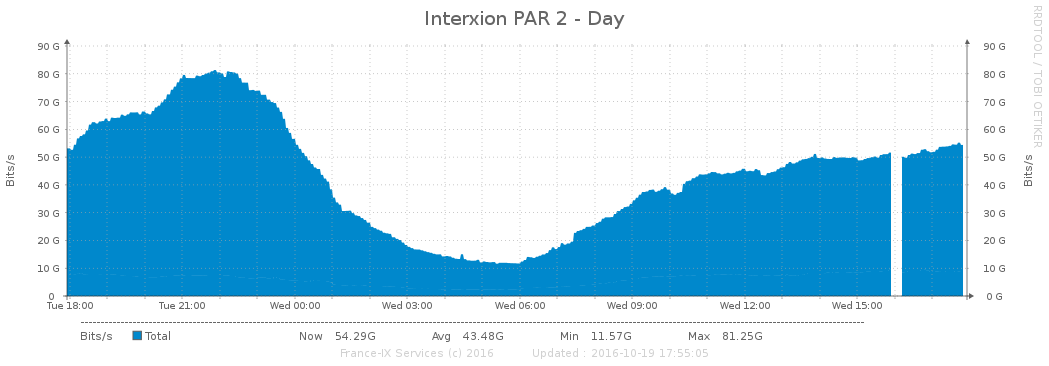 Interxion PAR 2 - Day
RRDTOOL / TOBI OETIKER
Bits/s
90 G 90 G
80 G 80 G
70 G 70 G
60 G 60 G
50 G 50 G
40 G 40 G
30 G 30 G
20 G 20 G
10 G 10 G
0 0 G
Bits/s
Tue 18:00 Tue 21:00 Wed 00:00 Wed 03:00 Wed 06:00 Wed 09:00 Wed 12:00 Wed 15:00
Bits/s Total Now 54.29G Avg 43.48G Min 11.57G Max 81.25G
France-IX Services (c) 2016 Updated : 2016-10-19 17:55:05